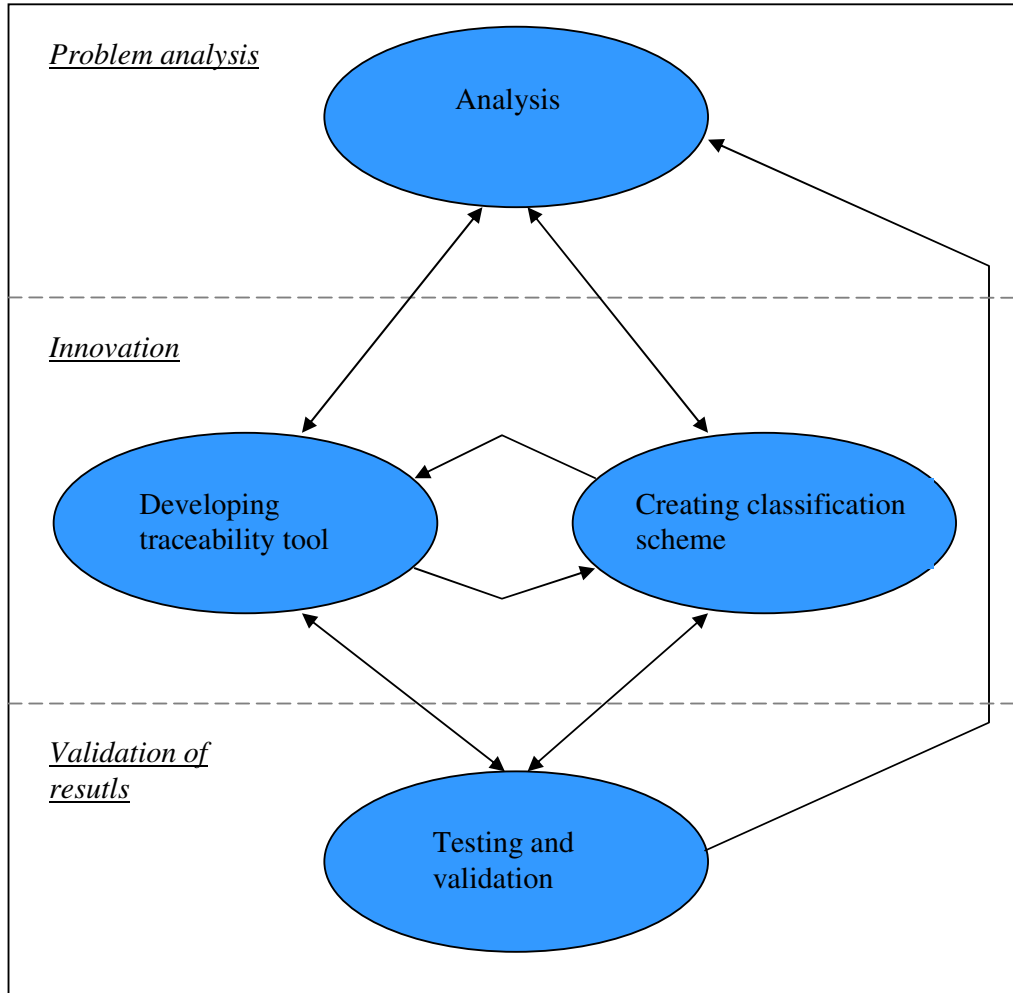 Problem analysis
Analysis
Innovation
Developing
traceability tool
Creating classification
scheme
Validation of
resutls
Testing and
validation